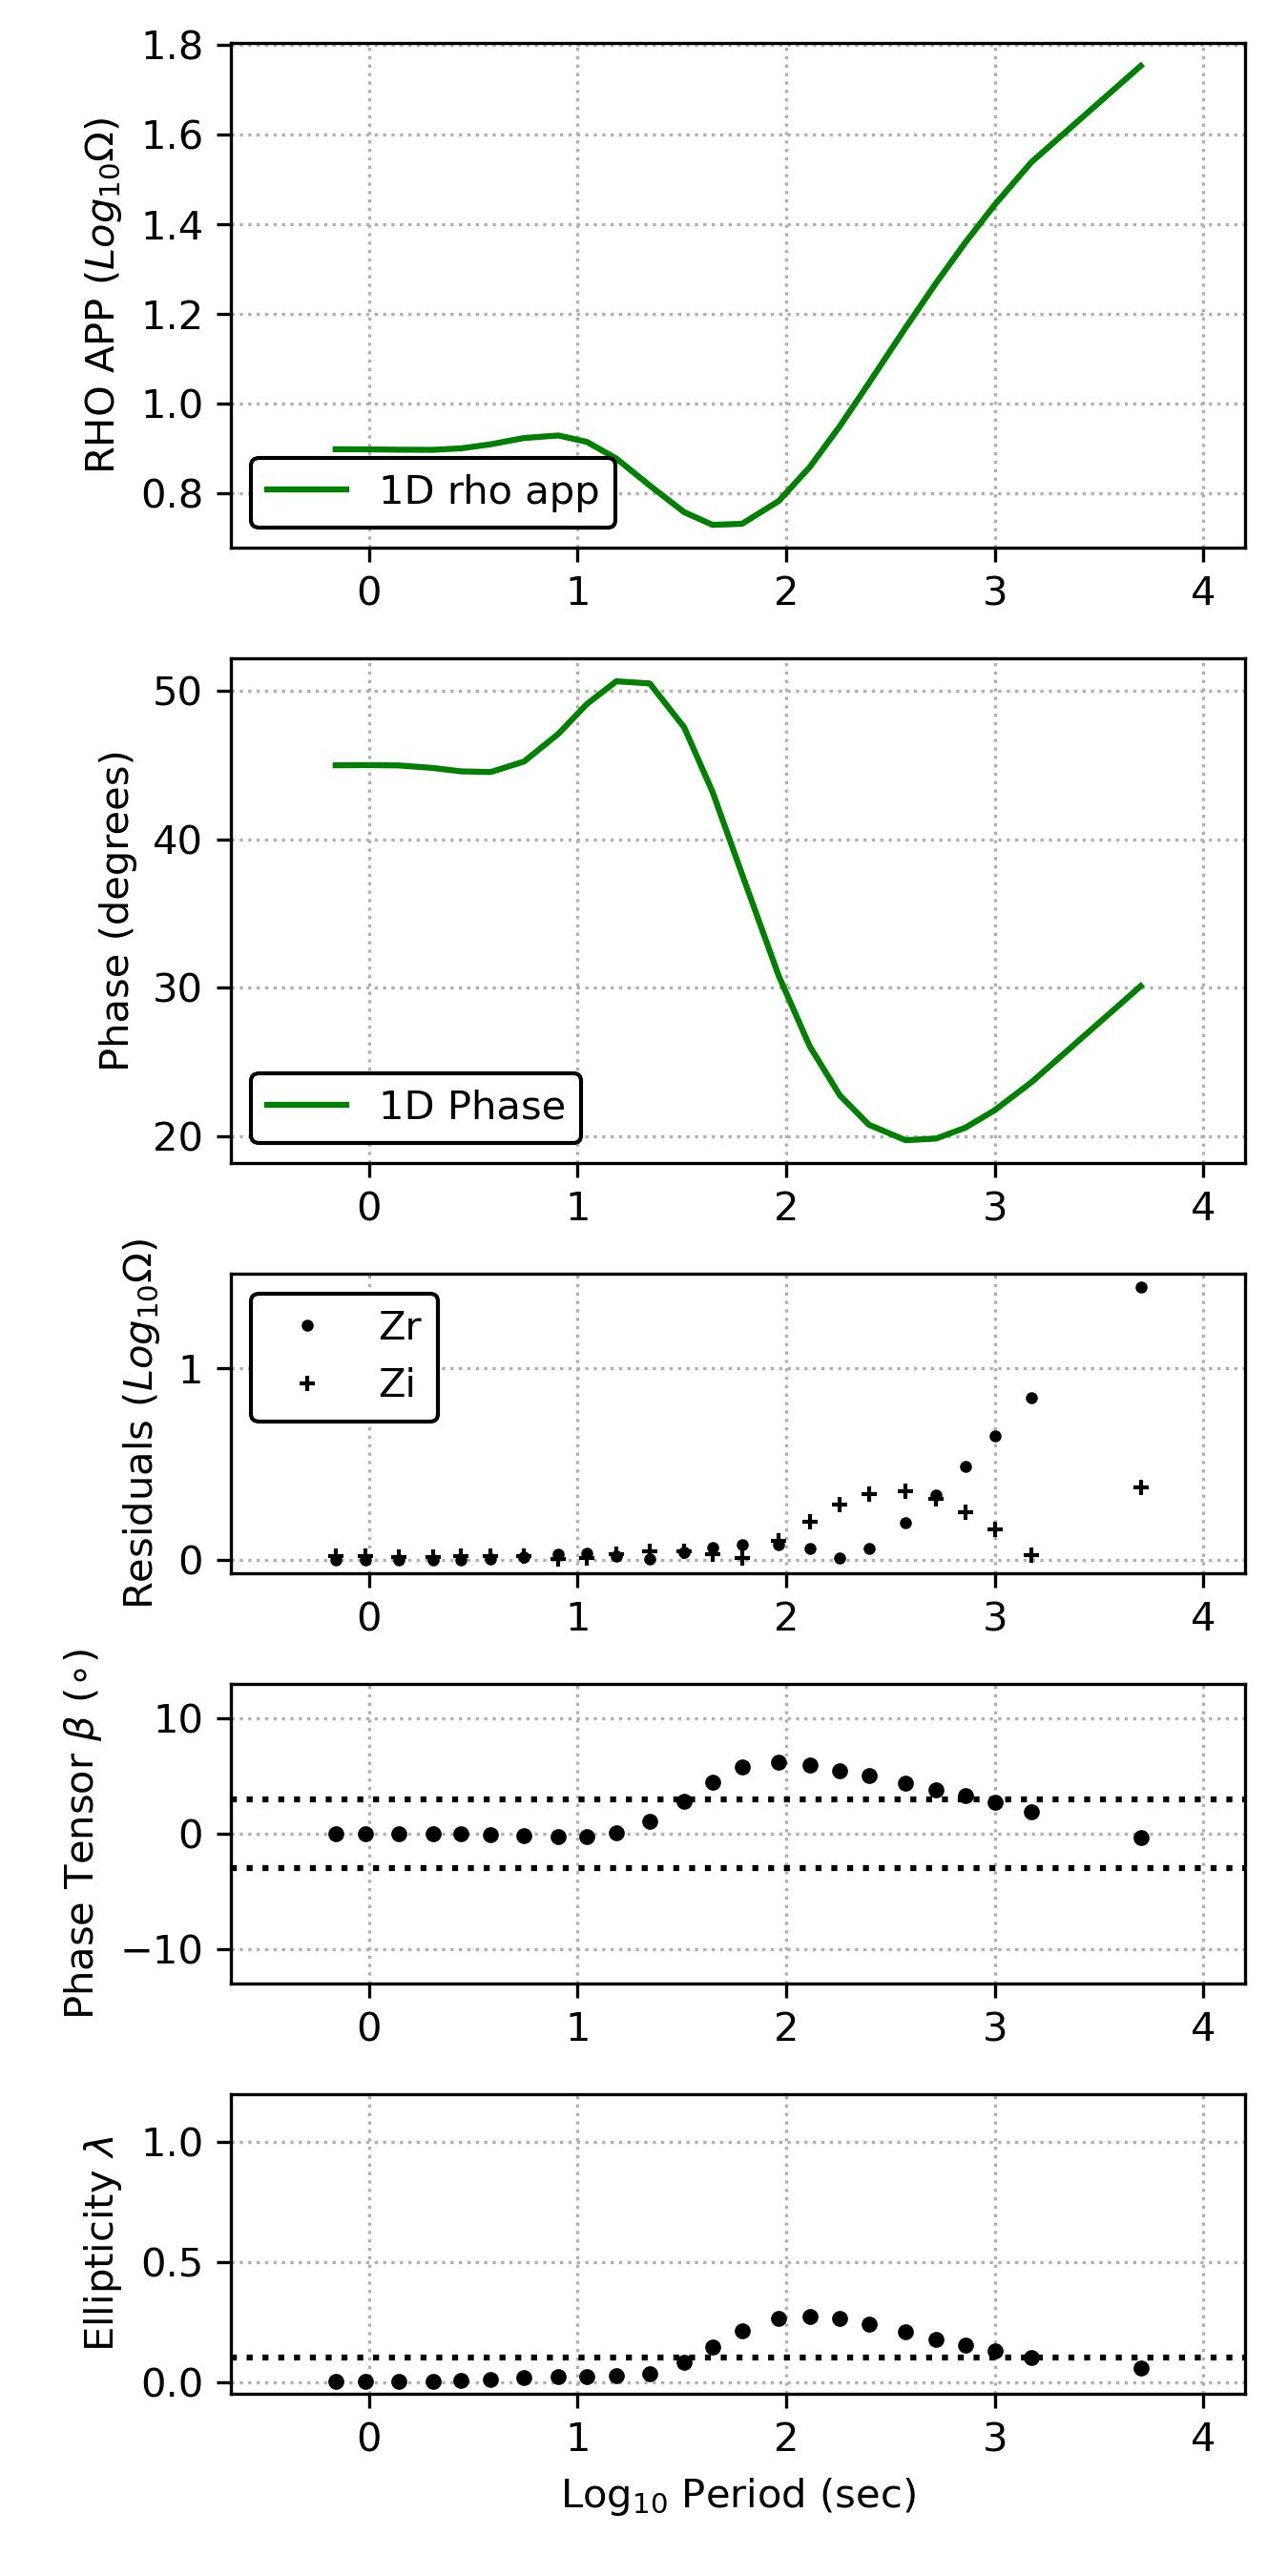 RHO APP (Log₁₀Ω)
1.8
1.6
1.4
1.2
1.0
0.8
1D rho app
0 1 2 3 4
Phase (degrees)
50
40
30
20
1D Phase
0 1 2 3 4
Residuals (Log₁₀Ω)
1
0
Zr
Zi
0 1 2 3 4
Phase Tensor β (∘)
10
0
−10
0 1 2 3 4
Ellipticity λ
1.0
0.5
0.0
0 1 2 3 4
Log₁₀ Period (sec)